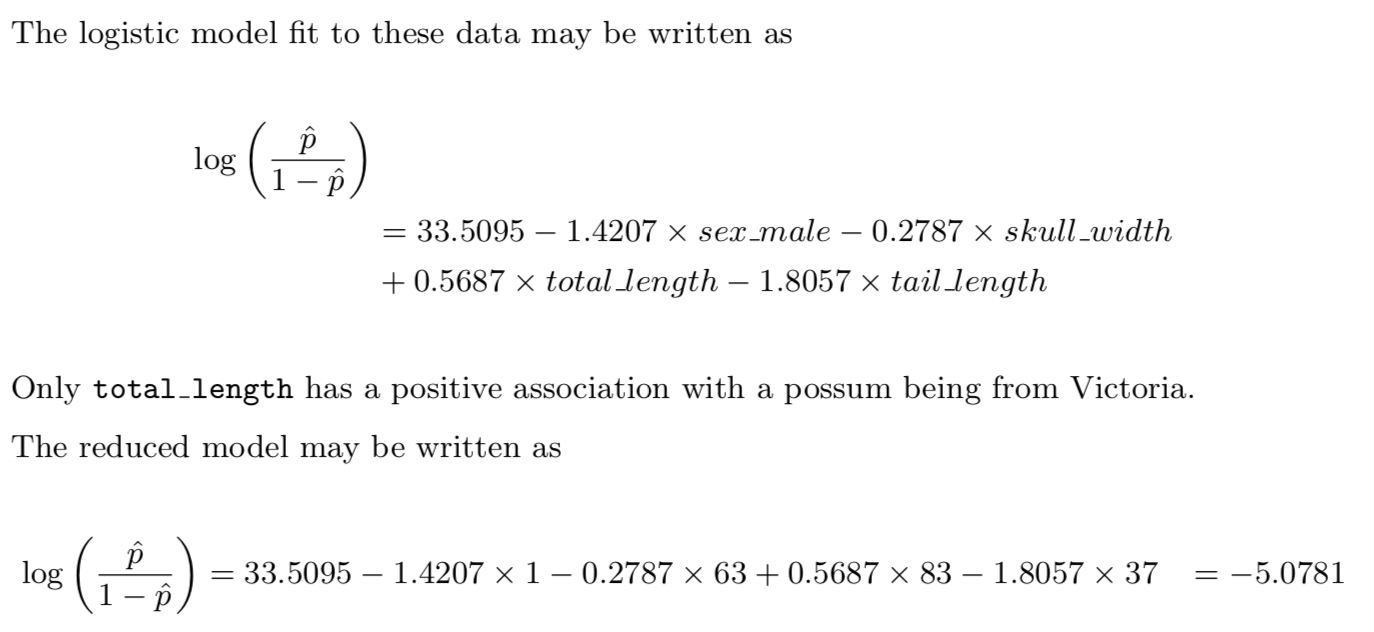 The logistic model fit to these data may be written as
log ( p̂ / (1 − p̂) )
= 33.5095 − 1.4207 × sex_male − 0.2787 × skull_width
+ 0.5687 × total_length − 1.8057 × tail_length
Only total_length has a positive association with a possum being from Victoria.
The reduced model may be written as
log ( p̂ / (1 − p̂) ) = 33.5095 − 1.4207 × 1 − 0.2787 × 63 + 0.5687 × 83 − 1.8057 × 37 = −5.0781